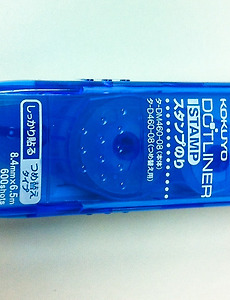 KOKUYO
DOTLINER
STAMP
スタンプのり
タ-DM460-08(本体)
タ-D460-08(つめ替え用)
しっかり貼る
つめ替え
タイプ
8.4mm×6.5m
600shots